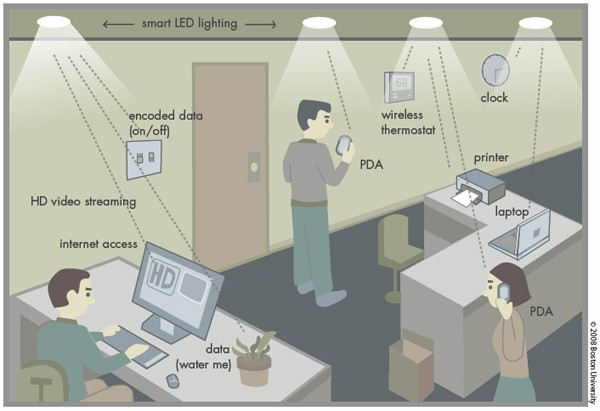 smart LED lighting
encoded data
(on/off)
68
wireless
thermostat
clock
PDA
printer
HD video streaming
laptop
internet access
HD
PDA
data
(water me)
© 2008 Boston University